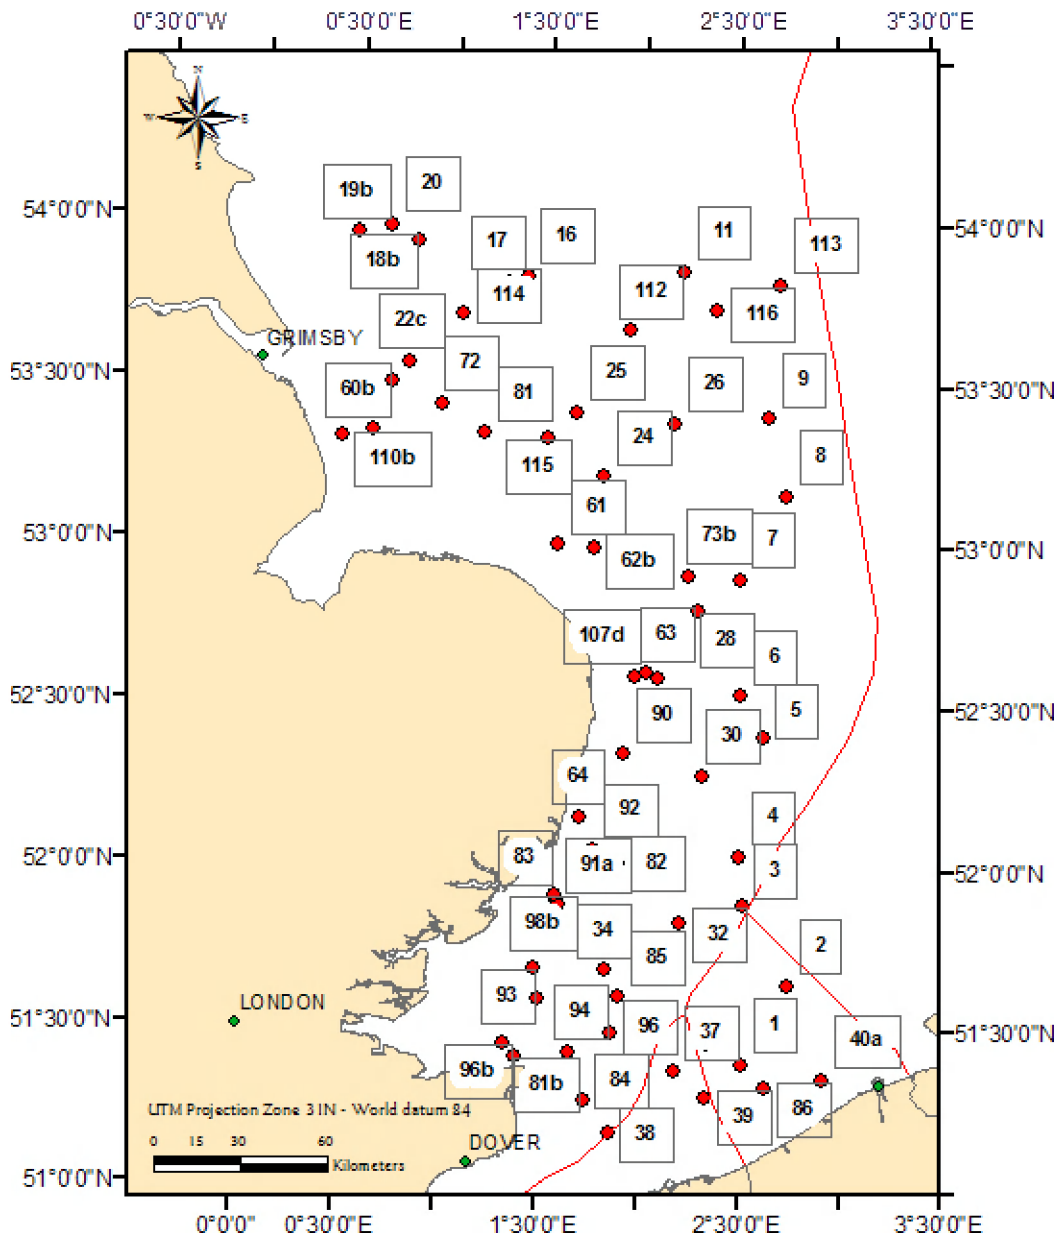 0°30'0"W 0°30'0"E 1°30'0"E 2°30'0"E 3°30'0"E
N
W E
S
20
19b
54°0'0"N
54°0'0"N
11
16
17
113
18b
112
114
116
22c
GRIMSBY
72
53°30'0"N
25
9
26
53°30'0"N
60b
81
24
8
110b
115
61
53°0'0"N
73b
7
53°0'0"N
62b
107d
63
28
6
52°30'0"N
90
5
52°30'0"N
30
64
92
4
52°0'0"N
83
91a
82
3
52°0'0"N
98b
34
32
2
85
93
LONDON
94
96
1
51°30'0"N
37
51°30'0"N
40a
96b
81b
84
86
39
UTM Projection Zone 31N - World datum 84
38
0 15 30 60
DOVER
Kilometers
51°0'0"N
51°0'0"N
0°0'0" 0°30'0"E 1°30'0"E 2°30'0"E 3°30'0"E